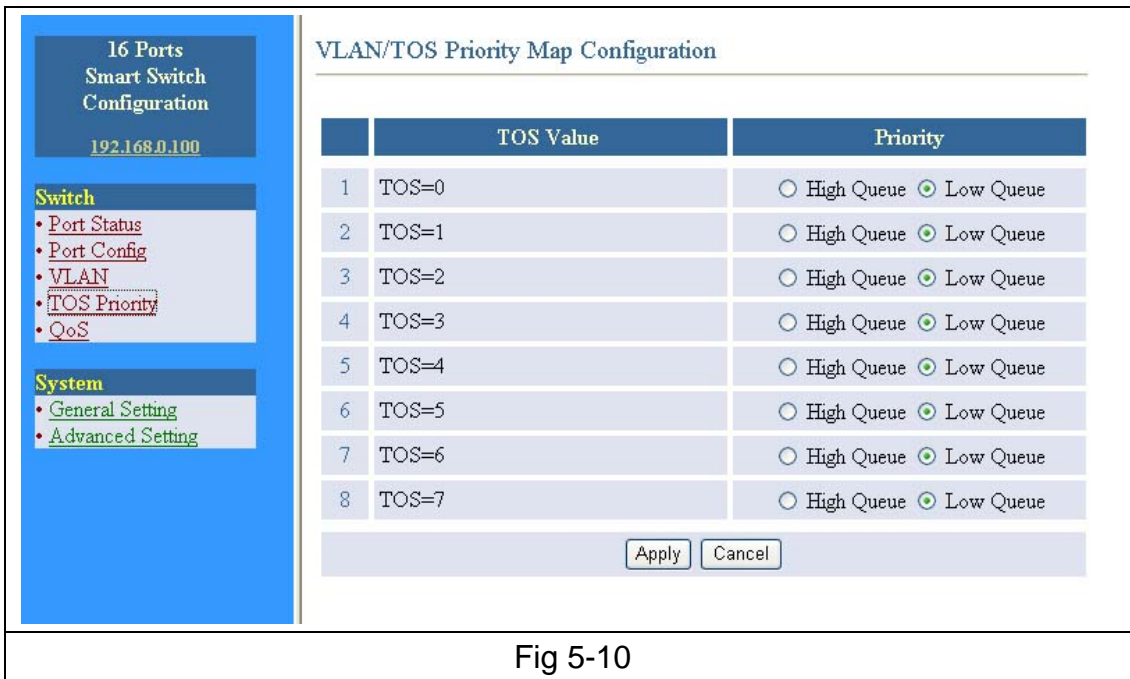 16 Ports
Smart Switch
Configuration
192.168.0.100
Switch
• Port Status
• Port Config
• VLAN
• TOS Priority
• QoS
System
• General Setting
• Advanced Setting
VLAN/TOS Priority Map Configuration
TOS Value Priority
1 TOS=0 High Queue Low Queue
2 TOS=1 High Queue Low Queue
3 TOS=2 High Queue Low Queue
4 TOS=3 High Queue Low Queue
5 TOS=4 High Queue Low Queue
6 TOS=5 High Queue Low Queue
7 TOS=6 High Queue Low Queue
8 TOS=7 High Queue Low Queue
Apply Cancel
Fig 5-10